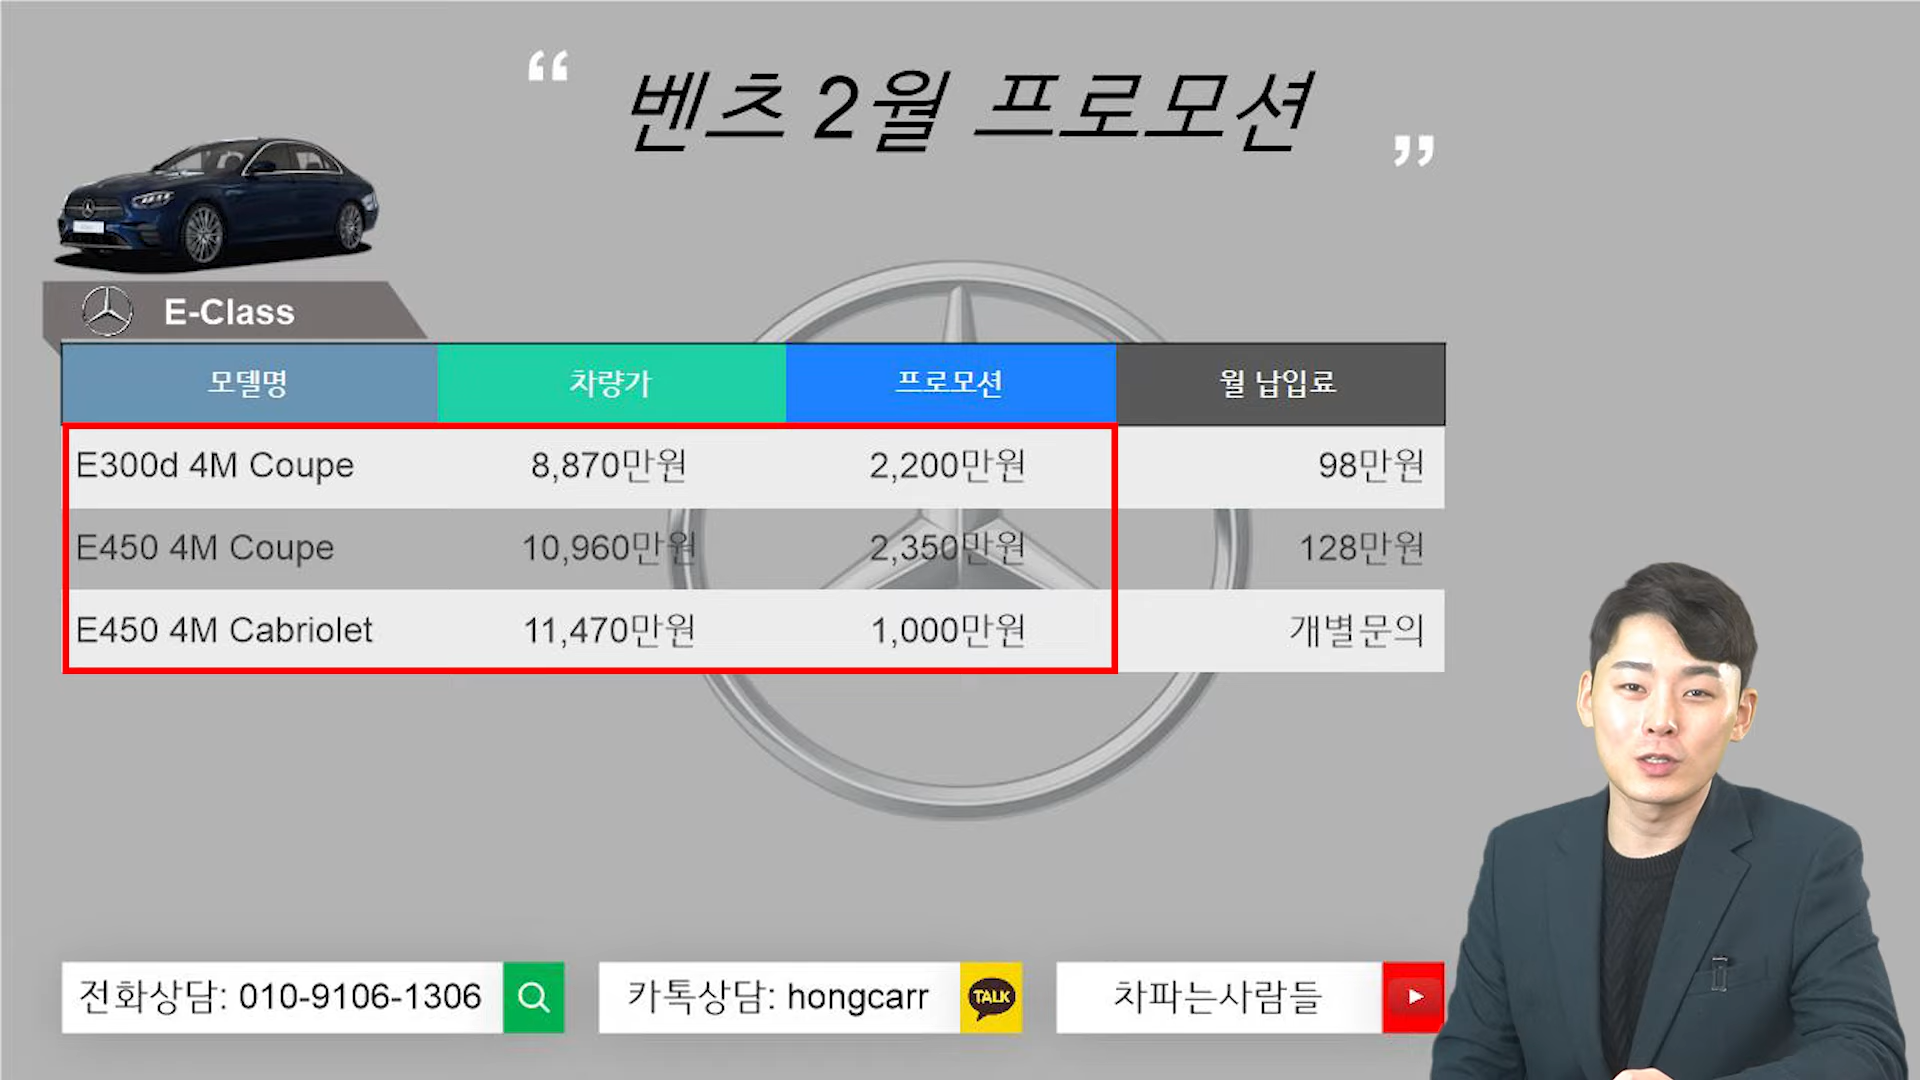 “ 벤츠 2월 프로모션 ”
E-Class
모델명 차량가 프로모션 월 납입료
E300d 4M Coupe 8,870만원 2,200만원 98만원
E450 4M Coupe 10,960만원 2,350만원 128만원
E450 4M Cabriolet 11,470만원 1,000만원 개별문의
전화상담: 010-9106-1306
카톡상담: hongcarr TALK
차파는사람들